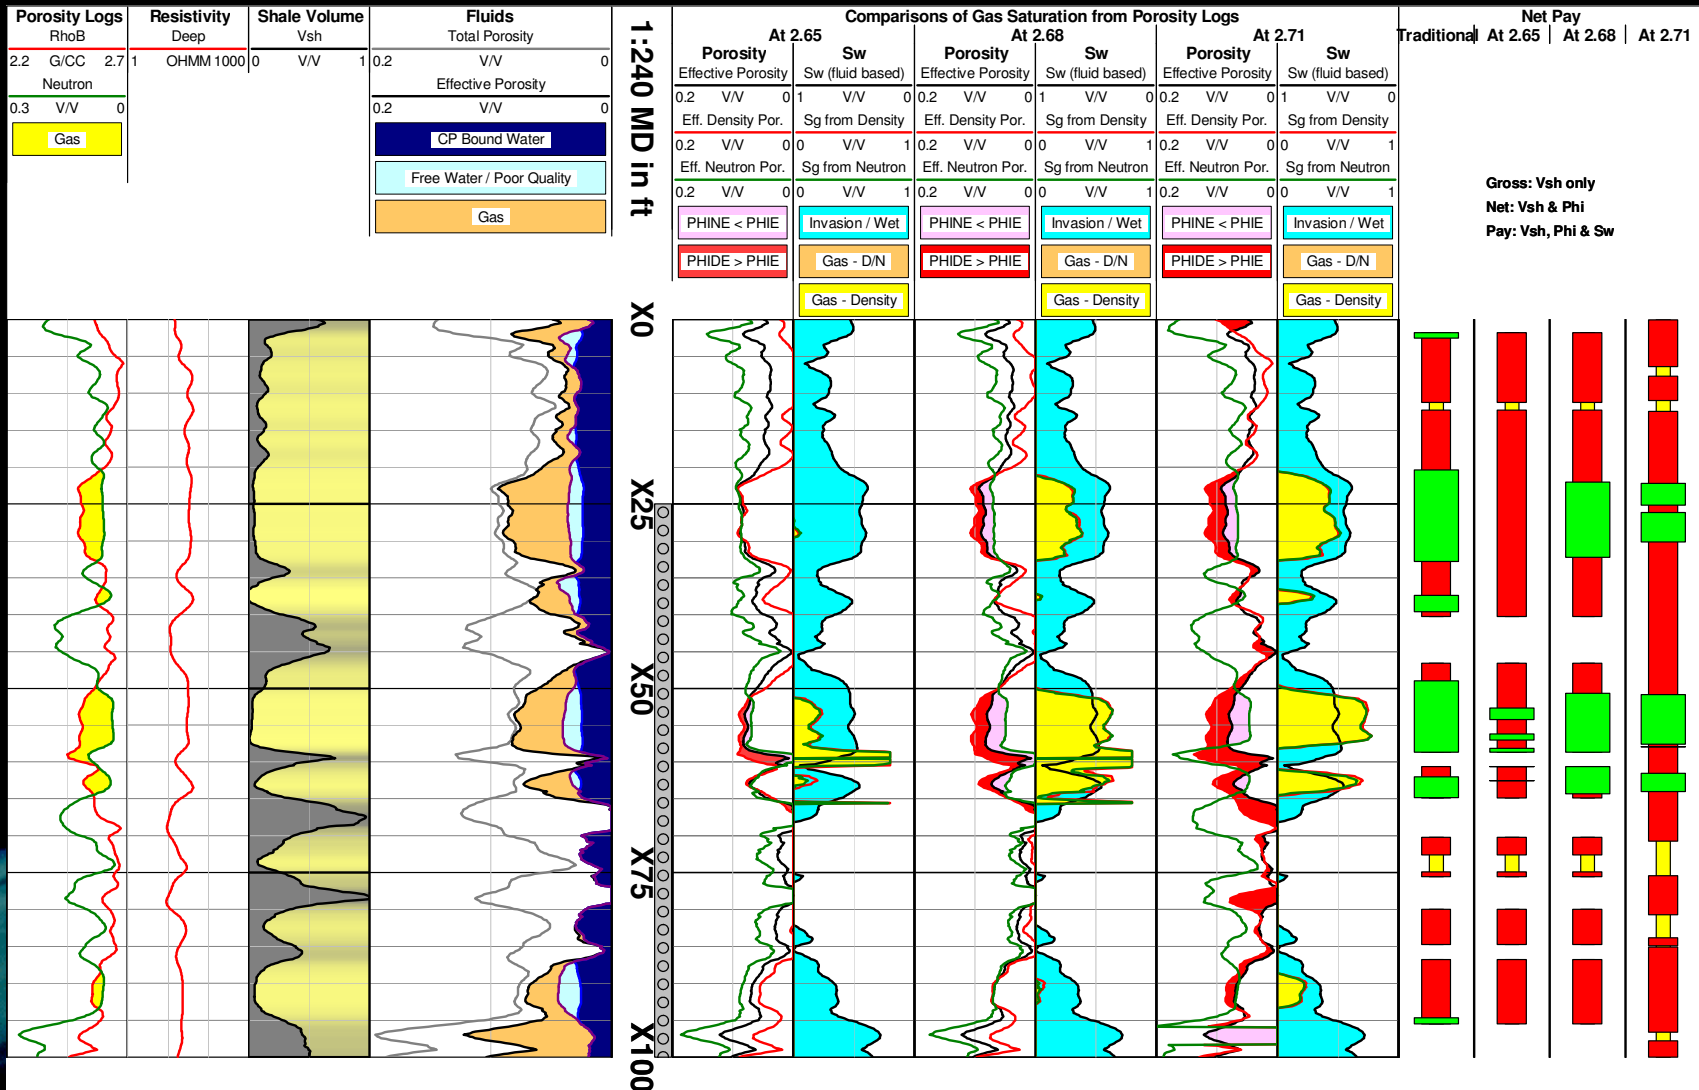 Porosity Logs
RhoB
2.2 G/CC 2.7
Neutron
0.3 V/V 0
Gas
Resistivity
Deep
1 OHMM 1000
Shale Volume
Vsh
0 V/V 1
Fluids
Total Porosity
0.2 V/V 0
Effective Porosity
0.2 V/V 0
CP Bound Water
Free Water / Poor Quality
Gas
1:240 MD in ft
X0
X25
X50
X75
X100
Comparisons of Gas Saturation from Porosity Logs
At 2.65
Porosity
Effective Porosity
0.2 V/V 0
Eff. Density Por.
0.2 V/V 0
Eff. Neutron Por.
0.2 V/V 0
PHINE < PHIE
PHIDE > PHIE
Sw
Sw (fluid based)
1 V/V 0
Sg from Density
0 V/V 1
Sg from Neutron
0 V/V 1
Invasion / Wet
Gas - D/N
Gas - Density
At 2.68
Porosity
Effective Porosity
0.2 V/V 0
Eff. Density Por.
0.2 V/V 0
Eff. Neutron Por.
0.2 V/V 0
PHINE < PHIE
PHIDE > PHIE
Sw
Sw (fluid based)
1 V/V 0
Sg from Density
0 V/V 1
Sg from Neutron
0 V/V 1
Invasion / Wet
Gas - D/N
Gas - Density
At 2.71
Porosity
Effective Porosity
0.2 V/V 0
Eff. Density Por.
0.2 V/V 0
Eff. Neutron Por.
0.2 V/V 0
PHINE < PHIE
PHIDE > PHIE
Sw
Sw (fluid based)
1 V/V 0
Sg from Density
0 V/V 1
Sg from Neutron
0 V/V 1
Invasion / Wet
Gas - D/N
Gas - Density
Net Pay
Traditional At 2.65 At 2.68 At 2.71
Gross: Vsh only
Net: Vsh & Phi
Pay: Vsh, Phi & Sw